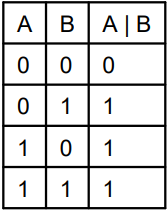 A B A | B
0 0 0
0 1 1
1 0 1
1 1 1